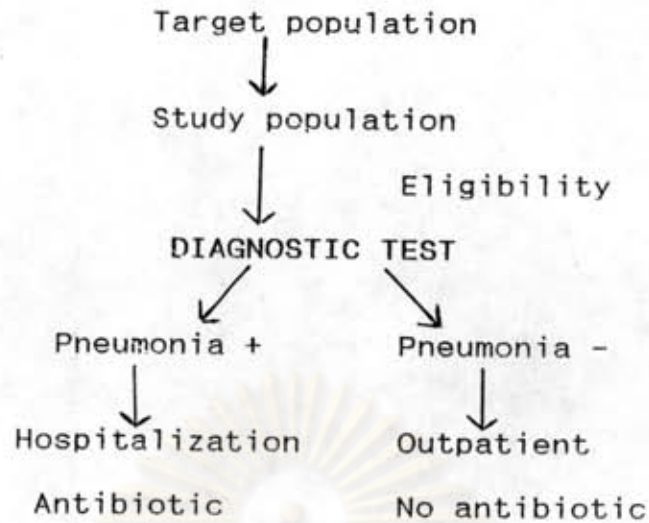 Target population
Study population
Eligibility
DIAGNOSTIC TEST
Pneumonia + Pneumonia -
Hospitalization Outpatient
Antibiotic No antibiotic